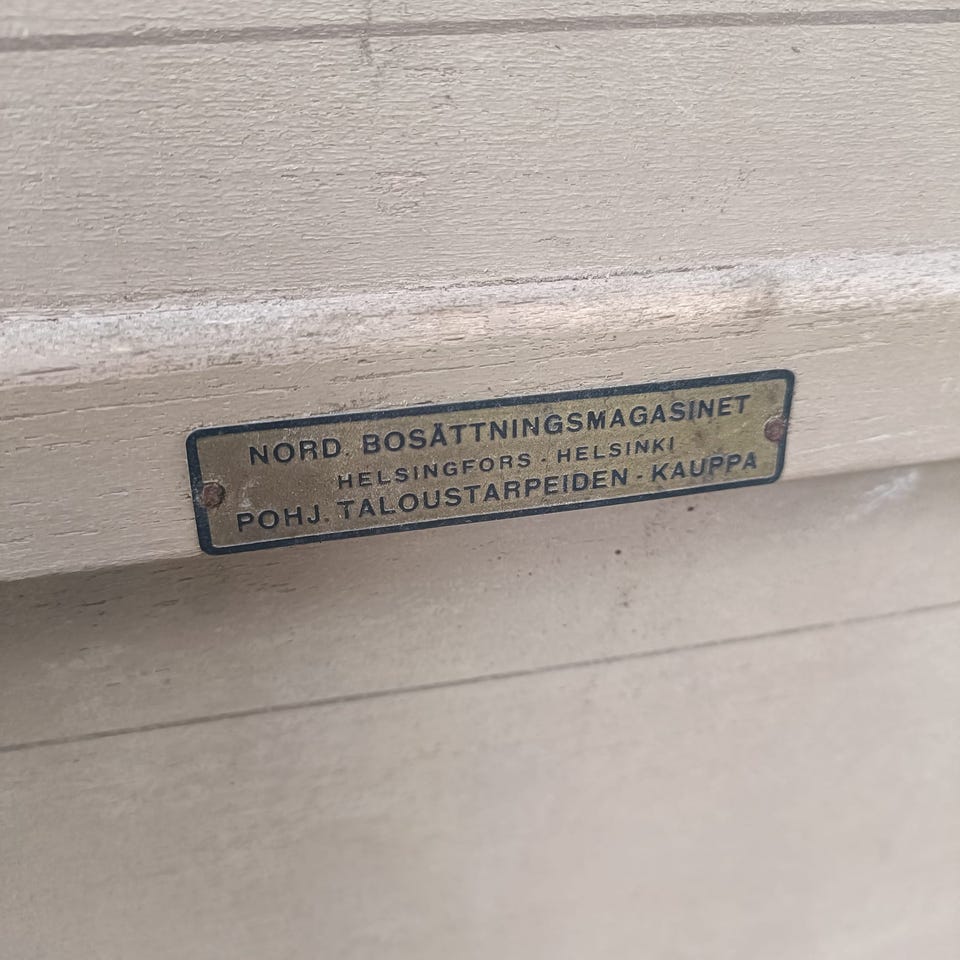 NORD. BOSÄTTNINGSMAGASINET
HELSINGFORS - HELSINKI
POHJ. TALOUSTARPEIDEN - KAUPPA